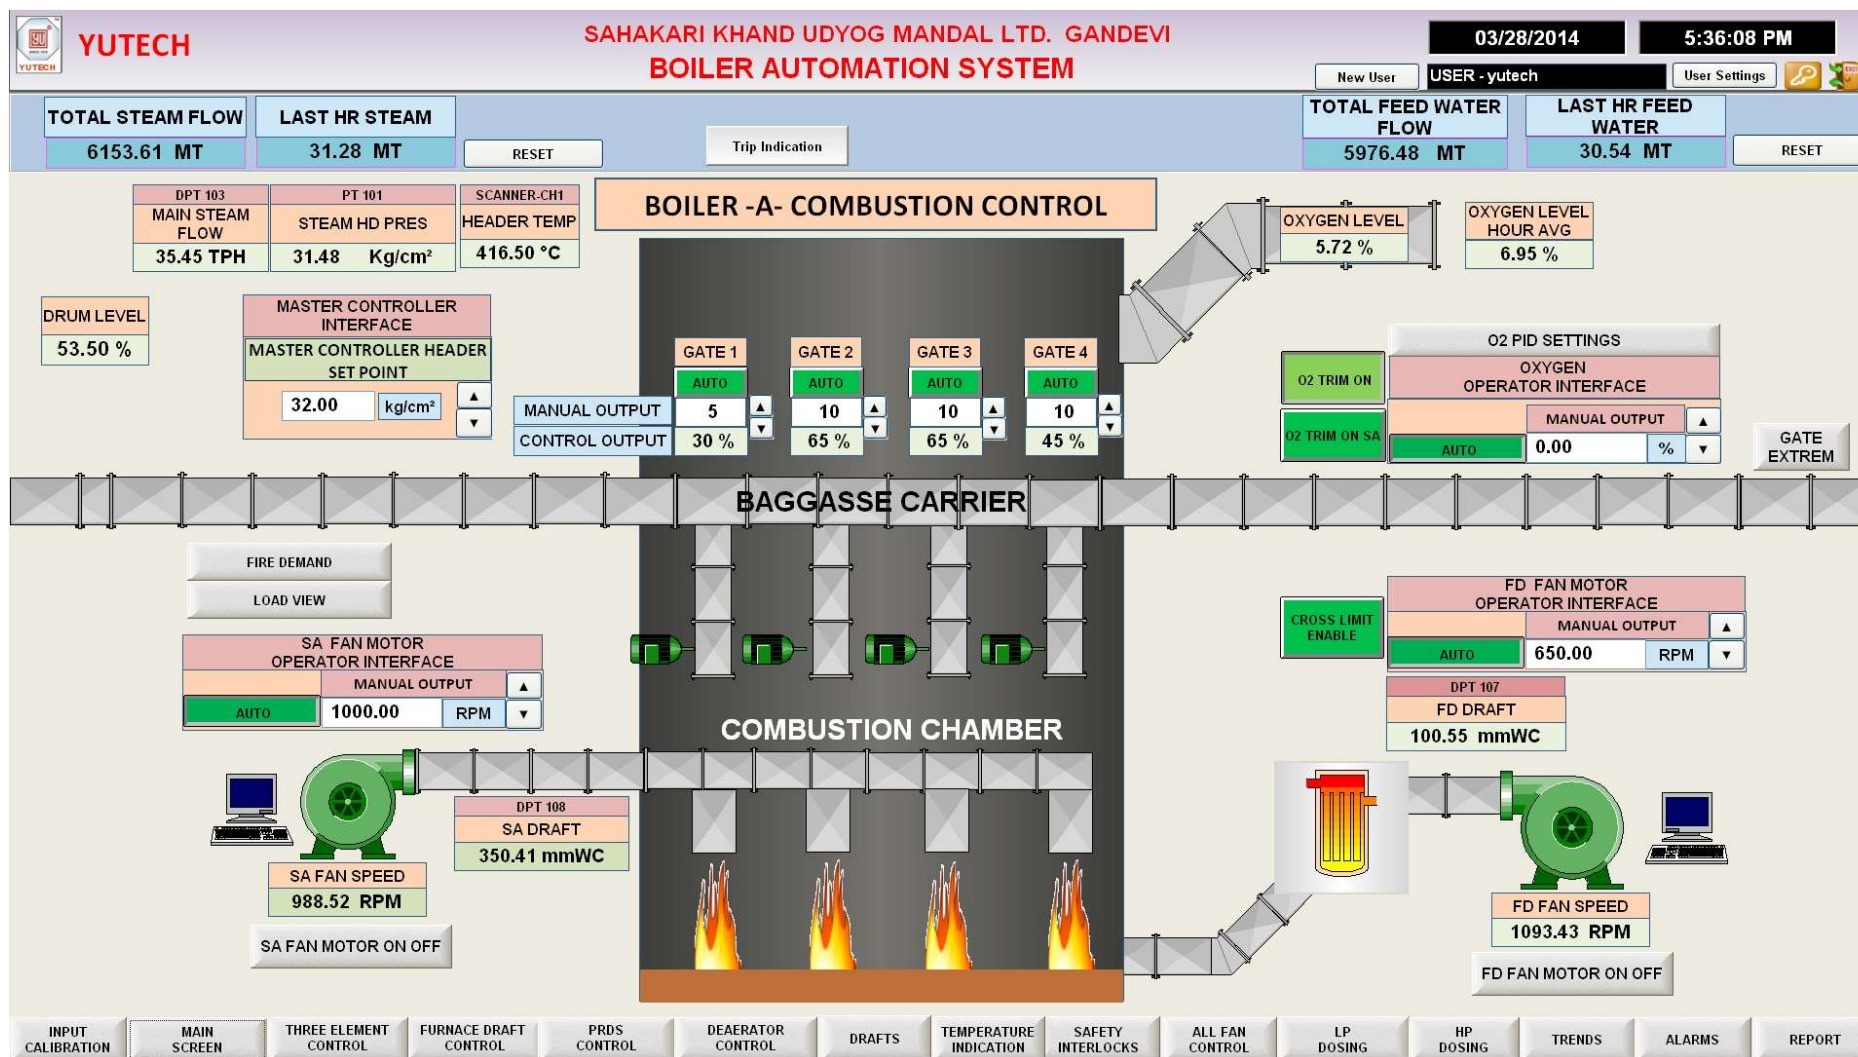 YUTECH
YUTECH
SAHAKARI KHAND UDYOG MANDAL LTD. GANDEVI
BOILER AUTOMATION SYSTEM
03/28/2014
5:36:08 PM
New User
USER - yutech
User Settings
TOTAL STEAM FLOW
6153.61 MT
LAST HR STEAM
31.28 MT
RESET
Trip Indication
TOTAL FEED WATER
FLOW
5976.48 MT
LAST HR FEED
WATER
30.54 MT
RESET
DPT 103
MAIN STEAM
FLOW
35.45 TPH
PT 101
STEAM HD PRES
31.48 Kg/cm²
SCANNER-CH1
HEADER TEMP
416.50 °C
BOILER -A- COMBUSTION CONTROL
OXYGEN LEVEL
5.72 %
OXYGEN LEVEL
HOUR AVG
6.95 %
DRUM LEVEL
53.50 %
MASTER CONTROLLER
INTERFACE
MASTER CONTROLLER HEADER
SET POINT
32.00 kg/cm²
GATE 1
GATE 2
GATE 3
GATE 4
AUTO
AUTO
AUTO
AUTO
MANUAL OUTPUT 5 10 10 10
CONTROL OUTPUT 30 % 65 % 65 % 45 %
O2 TRIM ON
O2 TRIM ON SA
O2 PID SETTINGS
OXYGEN
OPERATOR INTERFACE
MANUAL OUTPUT
AUTO 0.00 %
GATE
EXTREM
BAGGASSE CARRIER
FIRE DEMAND
LOAD VIEW
SA FAN MOTOR
OPERATOR INTERFACE
MANUAL OUTPUT
AUTO 1000.00 RPM
CROSS LIMIT
ENABLE
FD FAN MOTOR
OPERATOR INTERFACE
MANUAL OUTPUT
AUTO 650.00 RPM
DPT 107
FD DRAFT
100.55 mmWC
COMBUSTION CHAMBER
DPT 108
SA DRAFT
350.41 mmWC
SA FAN SPEED
988.52 RPM
SA FAN MOTOR ON OFF
FD FAN SPEED
1093.43 RPM
FD FAN MOTOR ON OFF
INPUT
CALIBRATION
MAIN
SCREEN
THREE ELEMENT
CONTROL
FURNACE DRAFT
CONTROL
PRDS
CONTROL
DEAERATOR
CONTROL
DRAFTS
TEMPERATURE
INDICATION
SAFETY
INTERLOCKS
ALL FAN
CONTROL
LP
DOSING
HP
DOSING
TRENDS
ALARMS
REPORT